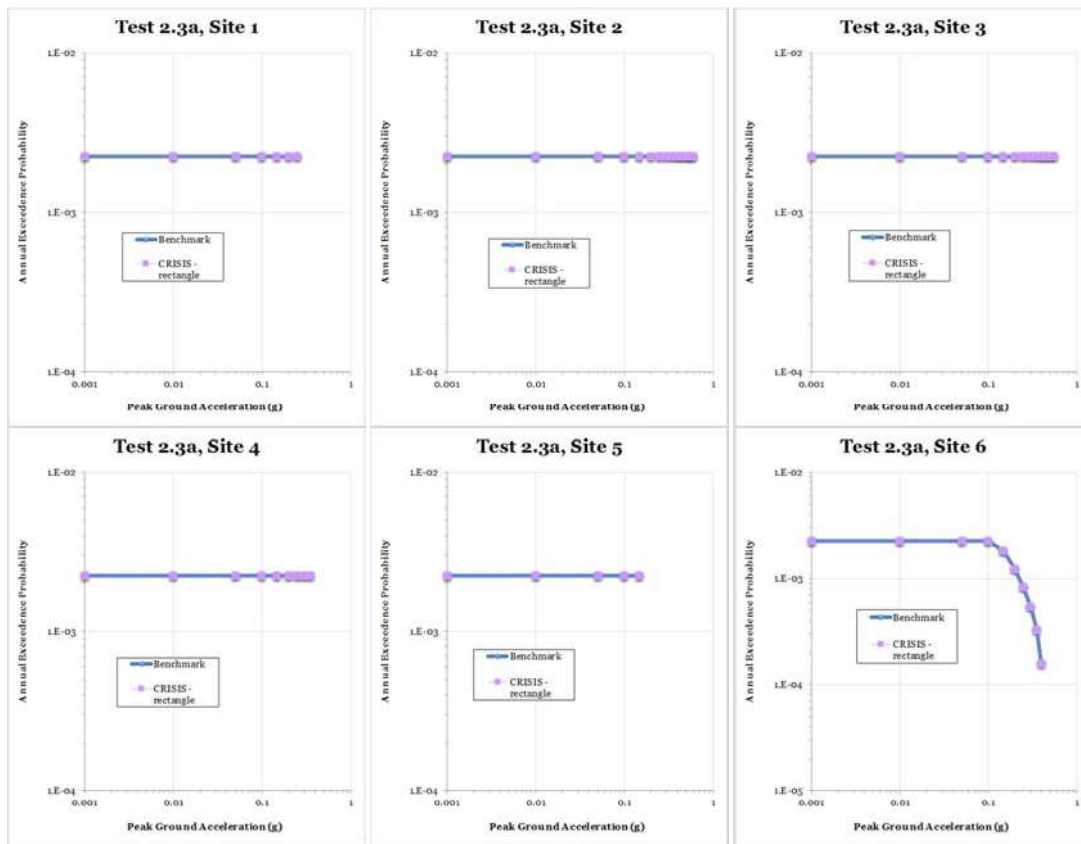 Test 2.3a, Site 1
1.E-02
1.E-03
1.E-04
Annual Exceedence Probability
Benchmark
CRISIS -
rectangle
0.001
0.01
0.1
1
Peak Ground Acceleration (g)
Test 2.3a, Site 2
1.E-02
1.E-03
1.E-04
Annual Exceedence Probability
Benchmark
CRISIS -
rectangle
0.001
0.01
0.1
1
Peak Ground Acceleration (g)
Test 2.3a, Site 3
1.E-02
1.E-03
1.E-04
Annual Exceedence Probability
Benchmark
CRISIS -
rectangle
0.001
0.01
0.1
1
Peak Ground Acceleration (g)
Test 2.3a, Site 4
1.E-02
1.E-03
1.E-04
Annual Exceedence Probability
Benchmark
CRISIS -
rectangle
0.001
0.01
0.1
1
Peak Ground Acceleration (g)
Test 2.3a, Site 5
1.E-02
1.E-03
1.E-04
Annual Exceedence Probability
Benchmark
CRISIS -
rectangle
0.001
0.01
0.1
1
Peak Ground Acceleration (g)
Test 2.3a, Site 6
1.E-02
1.E-03
1.E-04
1.E-05
Annual Exceedence Probability
Benchmark
CRISIS -
rectangle
0.001
0.01
0.1
1
Peak Ground Acceleration (g)